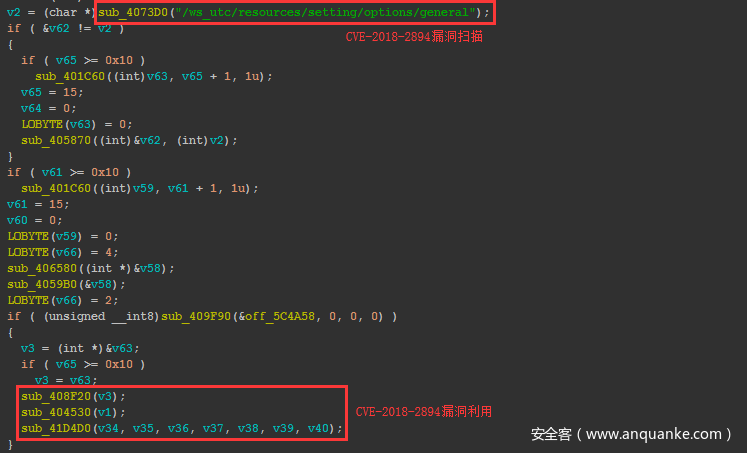 v2 = (char *)sub_4073D0("/ws_utc/resources/setting/options/general");
CVE-2018-2894漏洞扫描
if ( &v62 != v2 )
{
if ( v65 >= 0x10 )
sub_401C60((int)v63, v65 + 1, 1u);
v65 = 15;
v64 = 0;
LOBYTE(v63) = 0;
sub_405870((int)&v62, (int)v2);
}
if ( v61 >= 0x10 )
sub_401C60((int)v59, v61 + 1, 1u);
v61 = 15;
v60 = 0;
LOBYTE(v59) = 0;
LOBYTE(v66) = 4;
sub_406580((int *)&v58);
sub_4059B0(&v58);
LOBYTE(v66) = 2;
if ( (unsigned __int8)sub_409F90(&off_5C4A58, 0, 0, 0) )
{
v3 = (int *)&v63;
if ( v65 >= 0x10 )
v3 = v63;
sub_408F20(v3);
sub_404530(v1);
CVE-2018-2894漏洞利用
sub_41D4D0(v34, v35, v36, v37, v38, v39, v40);
安全客（www.anquanke.com）
}